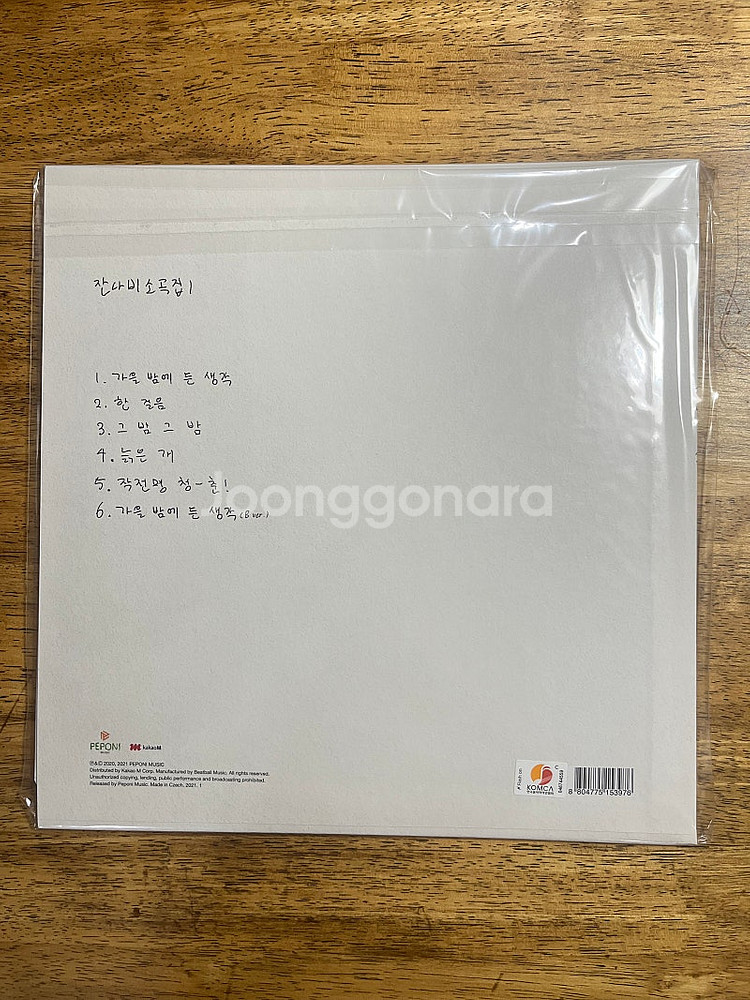 잔나비 소곡집 1
1. 가을 밤에 든 생각
2. 한 걸음
3. 그 밤 그 밤
4. 늙은 개
5. 작전명 청-춘!
6. 가을 밤에 든 생각 (B ver.)
Joonggonara
PEPONI
MUSIC
kakaoM
℗&© 2020, 2021 PEPONI MUSIC
Distributed by Kakao M Corp. Manufactured by Beatball Music. All rights reserved.
Unauthorized copying, lending, public performance and broadcasting prohibited.
Released by Peponi Music. Made in Czech, 2021. 1
KOMCA
8 804775 153976